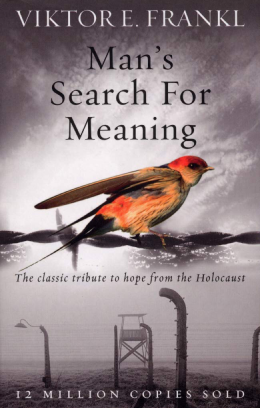 VIKTOR E. FRANKL
Man's
Search For
Meaning
The classic tribute to hope from the Holocaust
12 MILLION COPIES SOLD